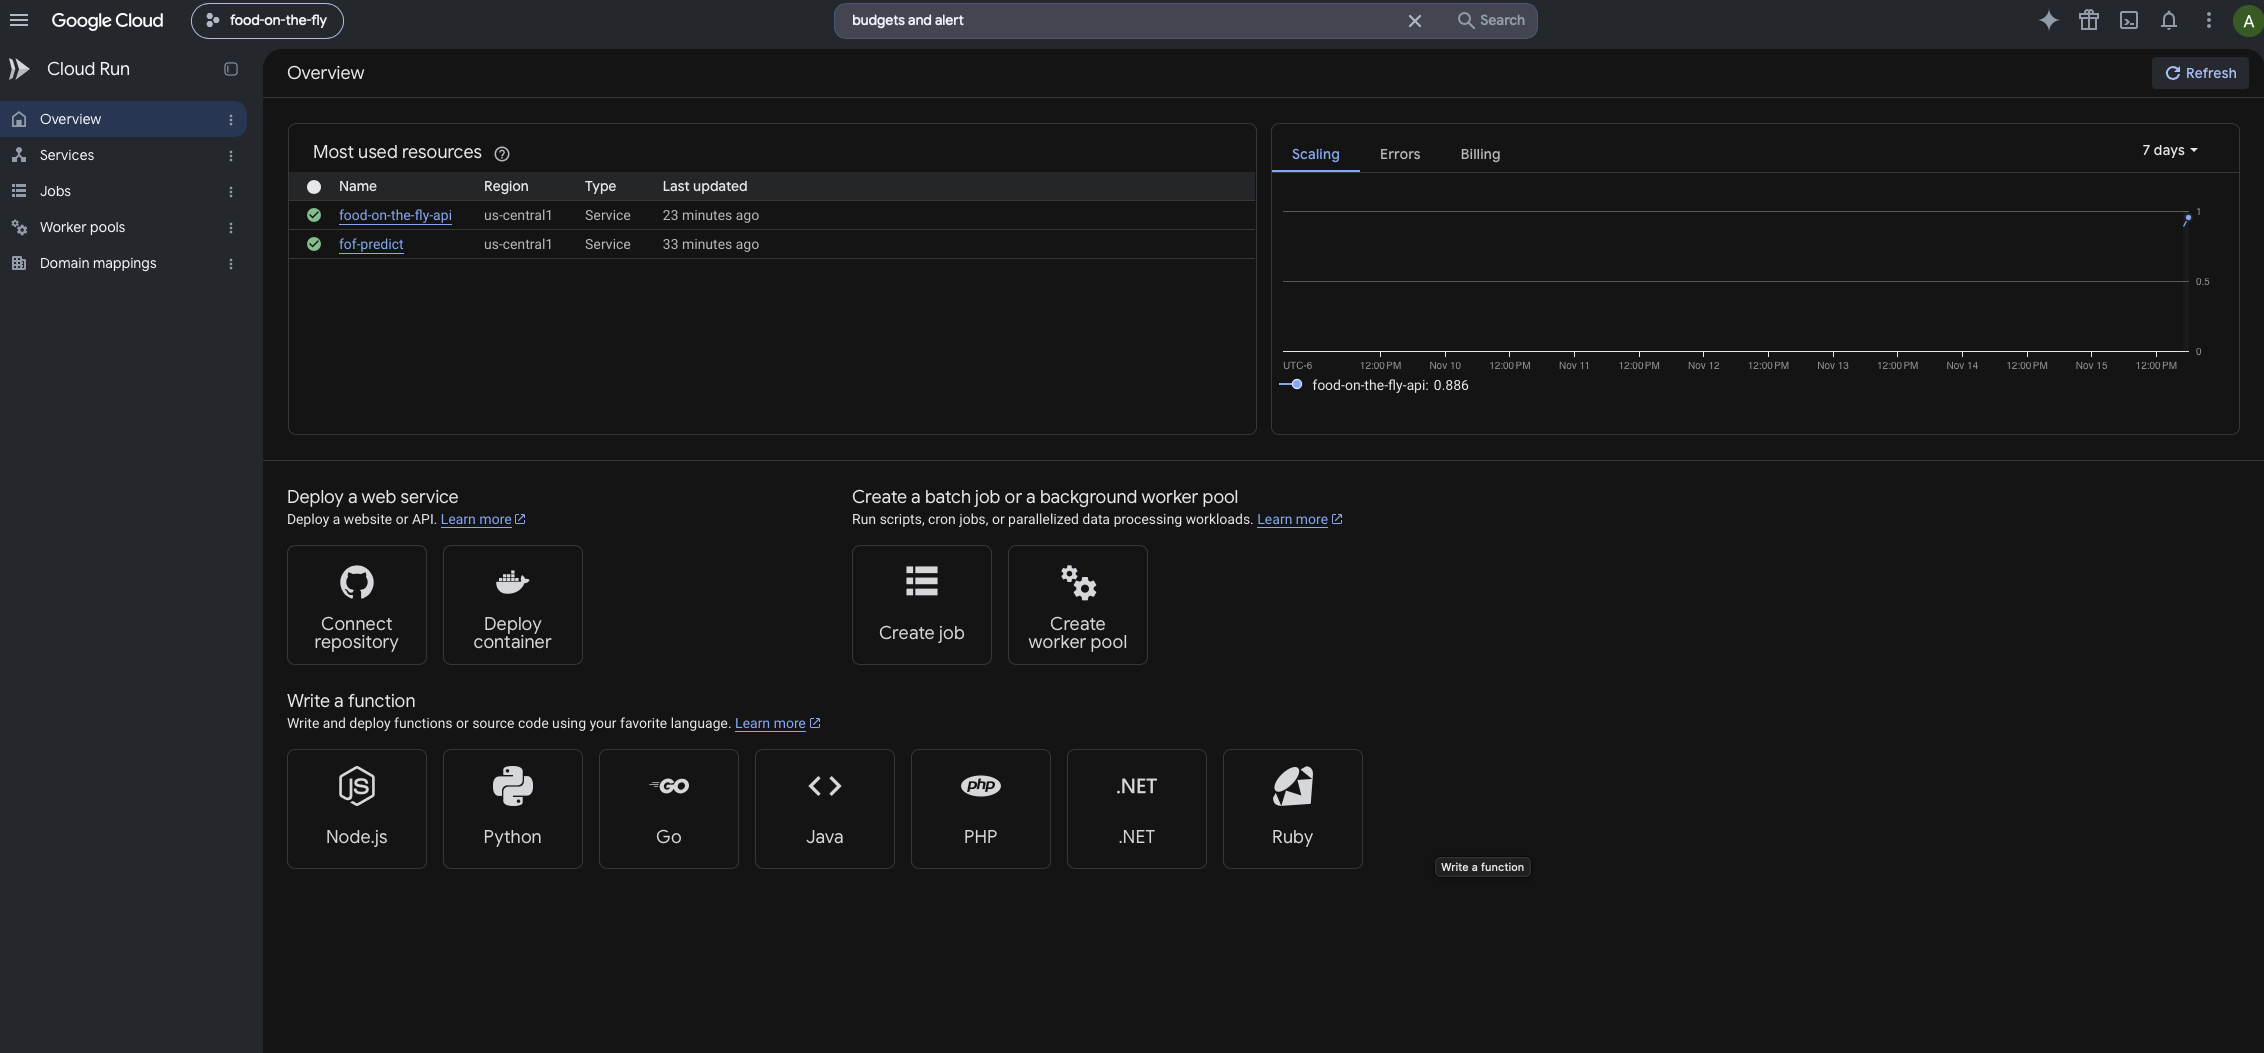 Google Cloud
food-on-the-fly
budgets and alert
Search
A
Cloud Run
Overview
Services
Jobs
Worker pools
Domain mappings
Overview
Refresh
Most used resources
Name Region Type Last updated
food-on-the-fly-api us-central1 Service 23 minutes ago
fof-predict us-central1 Service 33 minutes ago
Scaling Errors Billing
7 days
1
0.5
0
UTC-6 12:00 PM Nov 10 12:00 PM Nov 11 12:00 PM Nov 12 12:00 PM Nov 13 12:00 PM Nov 14 12:00 PM Nov 15 12:00 PM
food-on-the-fly-api: 0.886
Deploy a web service
Deploy a website or API. Learn more
Connect
repository
Deploy
container
Create a batch job or a background worker pool
Run scripts, cron jobs, or parallelized data processing workloads. Learn more
Create job
Create
worker pool
Write a function
Write and deploy functions or source code using your favorite language. Learn more
JS
Node.js
Python
GO
Go
Java
php
PHP
.NET
.NET
Ruby
Write a function